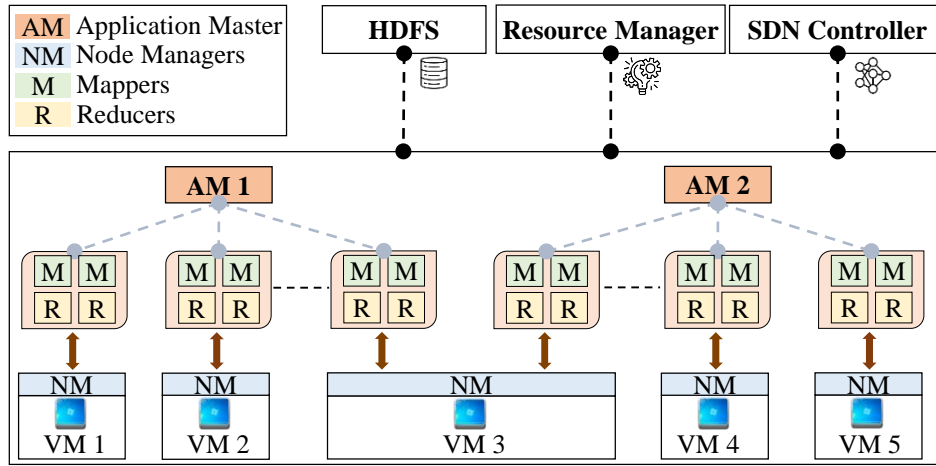 AM Application Master
NM Node Managers
M Mappers
R Reducers
HDFS
Resource Manager
SDN Controller
AM 1
AM 2
M M
R R
M M
R R
M M
R R
M M
R R
M M
R R
M M
R R
NM
VM 1
NM
VM 2
NM
VM 3
NM
VM 4
NM
VM 5